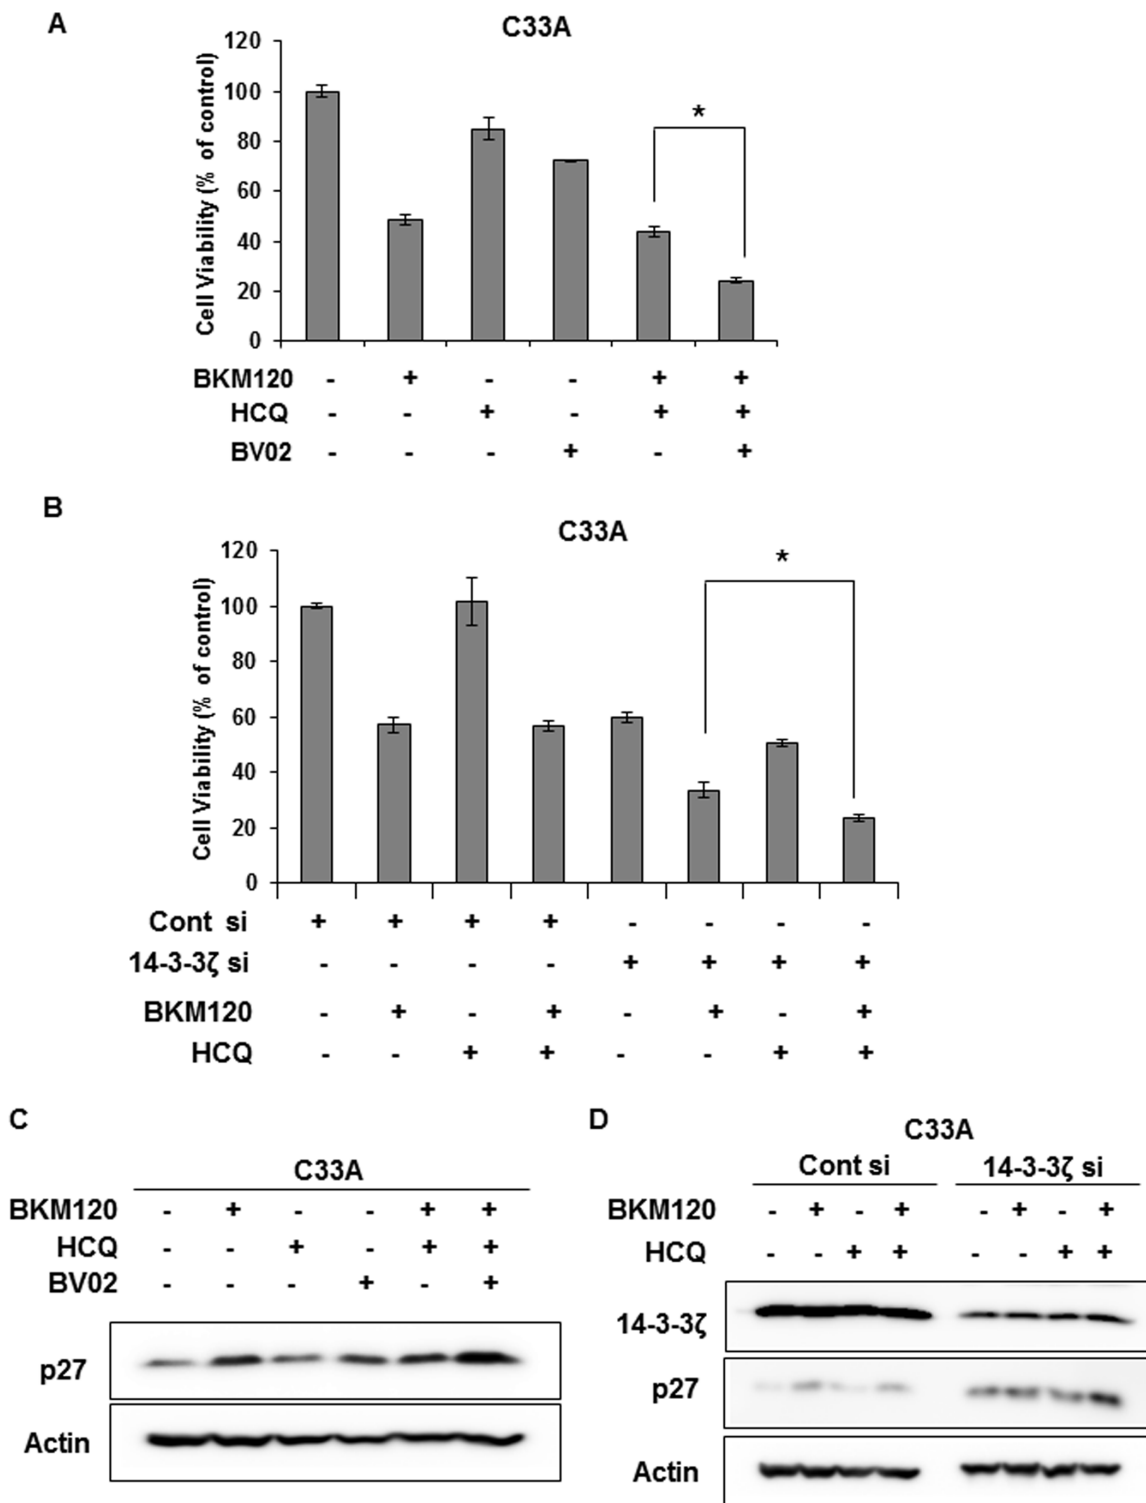 A
C33A
Cell Viability (% of control)
120
100
80
60
40
20
0
*
BKM120 - + - - + +
HCQ - - + - + +
BV02 - - - + - +
B
C33A
Cell Viability (% of control)
120
100
80
60
40
20
0
*
Cont si + + + + - - - -
14-3-3ζ si - - - - + + + +
BKM120 - + - + - + - +
HCQ - - + + - - + +
C
C33A
BKM120 - + - - + +
HCQ - - + - + +
BV02 - - - + - +
p27
Actin
D
C33A
Cont si 14-3-3ζ si
BKM120 - + - + - + - +
HCQ - - + + - - + +
14-3-3ζ
p27
Actin